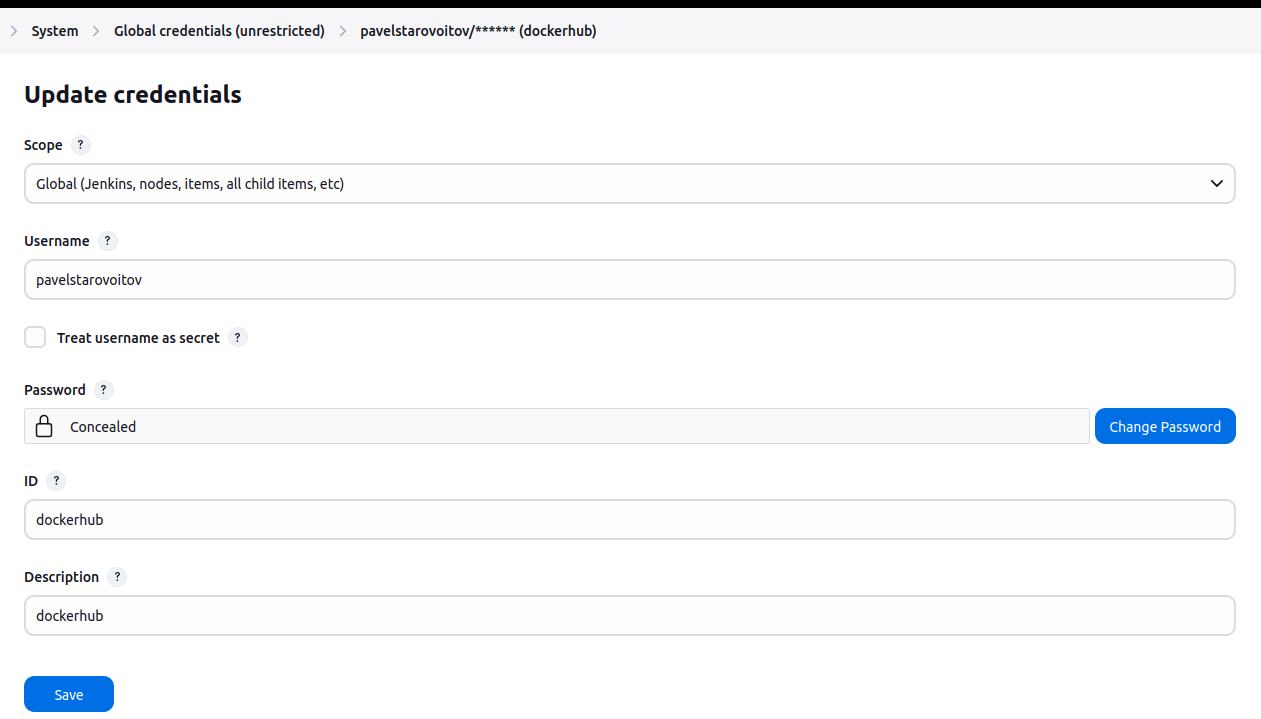 System > Global credentials (unrestricted) > pavelstarovoitov/****** (dockerhub)
Update credentials
Scope ?
Global (Jenkins, nodes, items, all child items, etc)
Username ?
pavelstarovoitov
Treat username as secret ?
Password ?
Concealed
Change Password
ID ?
dockerhub
Description ?
dockerhub
Save